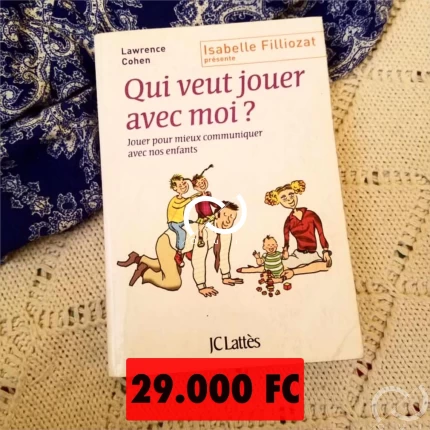 Lawrence
Cohen
Isabelle Filliozat
présente
Qui veut jouer
avec moi ?
Jouer pour mieux communiquer
avec nos enfants
JC Lattès
29.000 FC